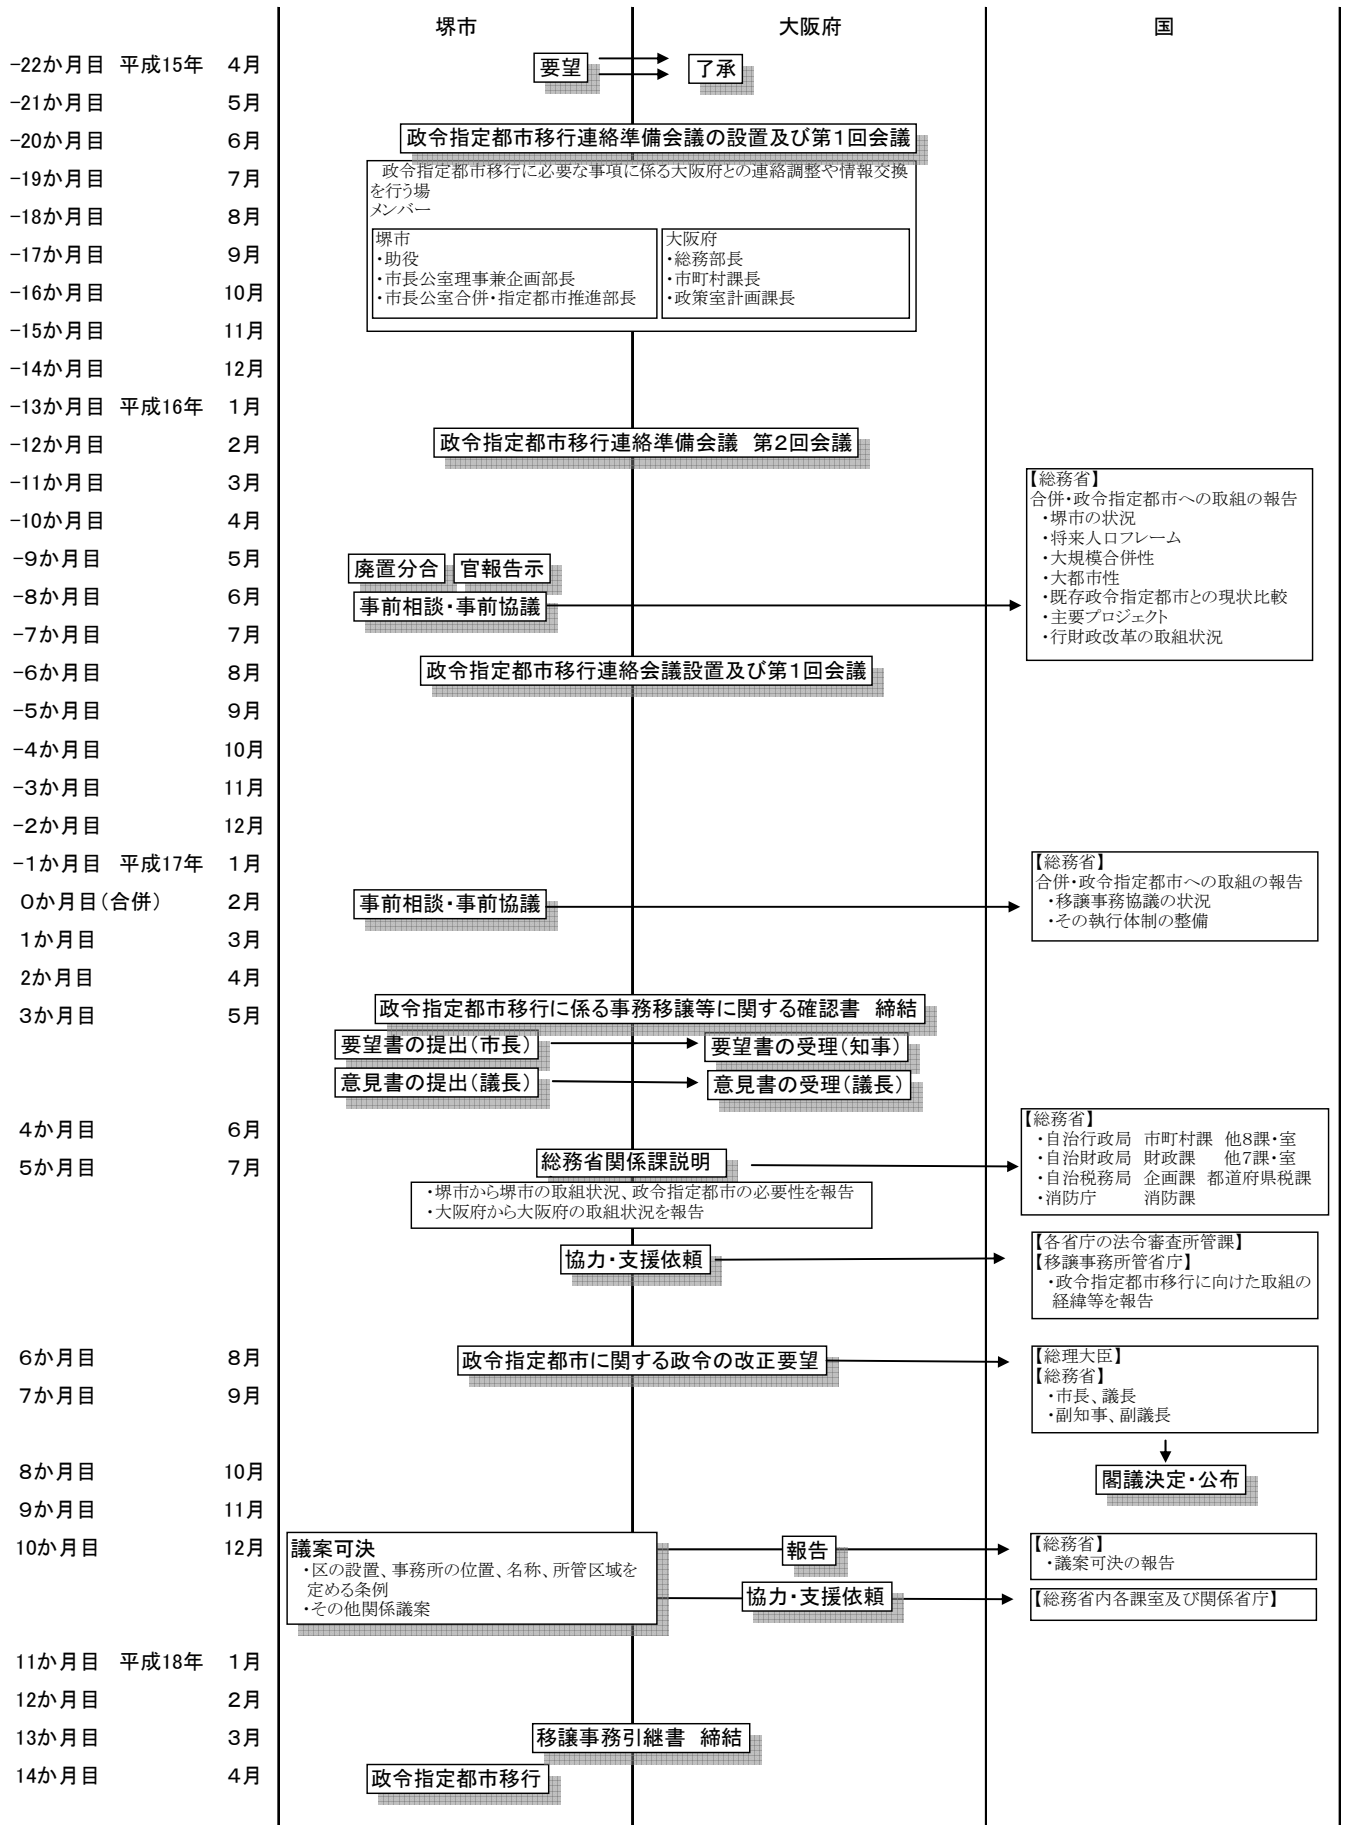 堺市 大阪府 国
-22か月目 平成15年 4月 要望 了承
-21か月目 5月
-20か月目 6月 政令指定都市移行連絡準備会議の設置及び第1回会議
政令指定都市移行に必要な事項に係る大阪府との連絡調整や情報交換
-19か月目 7月
を行う場
-18か月目 8月 メンバー
堺市 大阪府
-17か月目 9月 ・助役 ・総務部長
・市長公室理事兼企画部長 ・市町村課長
-16か月目 10月 ・市長公室合併・指定都市推進部長 ・政策室計画課長
-15か月目 11月
-14か月目 12月
-13か月目 平成16年 1月
-12か月目 2月 政令指定都市移行連絡準備会議 第2回会議
-11か月目 3月 【総務省】
合併・政令指定都市への取組の報告
-10か月目 4月 ・堺市の状況
・将来人口フレーム
-9か月目 5月 廃置分合 官報告示 ・大規模合併性
・大都市性
-8か月目 6月 事前相談・事前協議 ・既存政令指定都市との現状比較
・主要プロジェクト
-7か月目 7月 ・行財政改革の取組状況
-6か月目 8月 政令指定都市移行連絡会議設置及び第1回会議
-5か月目 9月
-4か月目 10月
-3か月目 11月
-2か月目 12月
-1か月目 平成17年 1月 【総務省】
合併・政令指定都市への取組の報告
0か月目(合併) 2月 事前相談・事前協議 ・移譲事務協議の状況
・その執行体制の整備
1か月目 3月
2か月目 4月
3か月目 5月 政令指定都市移行に係る事務移譲等に関する確認書 締結
要望書の提出(市長) 要望書の受理(知事)
意見書の提出(議長) 意見書の受理(議長)
4か月目 6月 【総務省】
・自治行政局 市町村課 他8課・室
5か月目 7月 総務省関係課説明 ・自治財政局 財政課 他7課・室
・自治税務局 企画課 都道府県税課
・堺市から堺市の取組状況、政令指定都市の必要性を報告 ・消防庁 消防課
・大阪府から大阪府の取組状況を報告
【各省庁の法令審査所管課】
協力・支援依頼 【移譲事務所管省庁】
・政令指定都市移行に向けた取組の
経緯等を報告
6か月目 8月 政令指定都市に関する政令の改正要望 【総理大臣】
【総務省】
7か月目 9月 ・市長、議長
・副知事、副議長
8か月目 10月 閣議決定・公布
9か月目 11月
10か月目 12月 議案可決 報告 【総務省】
・区の設置、事務所の位置、名称、所管区域を ・議案可決の報告
定める条例 協力・支援依頼 【総務省内各課室及び関係省庁】
・その他関係議案
11か月目 平成18年 1月
12か月目 2月
13か月目 3月 移譲事務引継書 締結
14か月目 4月 政令指定都市移行